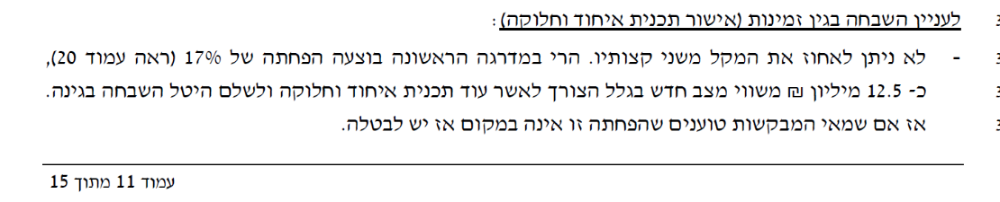 לעניין השבחה בגין זמינות (אישור תכנית איחוד וחלוקה):
- לא ניתן לאחוז את המקל משני קצותיו. הרי במדרגה הראשונה בוצעה הפחתה של 17% (ראה עמוד 20),
כ- 12.5 מיליון ₪ משווי מצב חדש בגלל הצורך לאשר עוד תכנית איחוד וחלוקה ולשלם היטל השבחה בגינה.
אז אם שמאי המבקשות טוענים שהפחתה זו אינה במקום אז יש לבטלה.
עמוד 11 מתוך 15